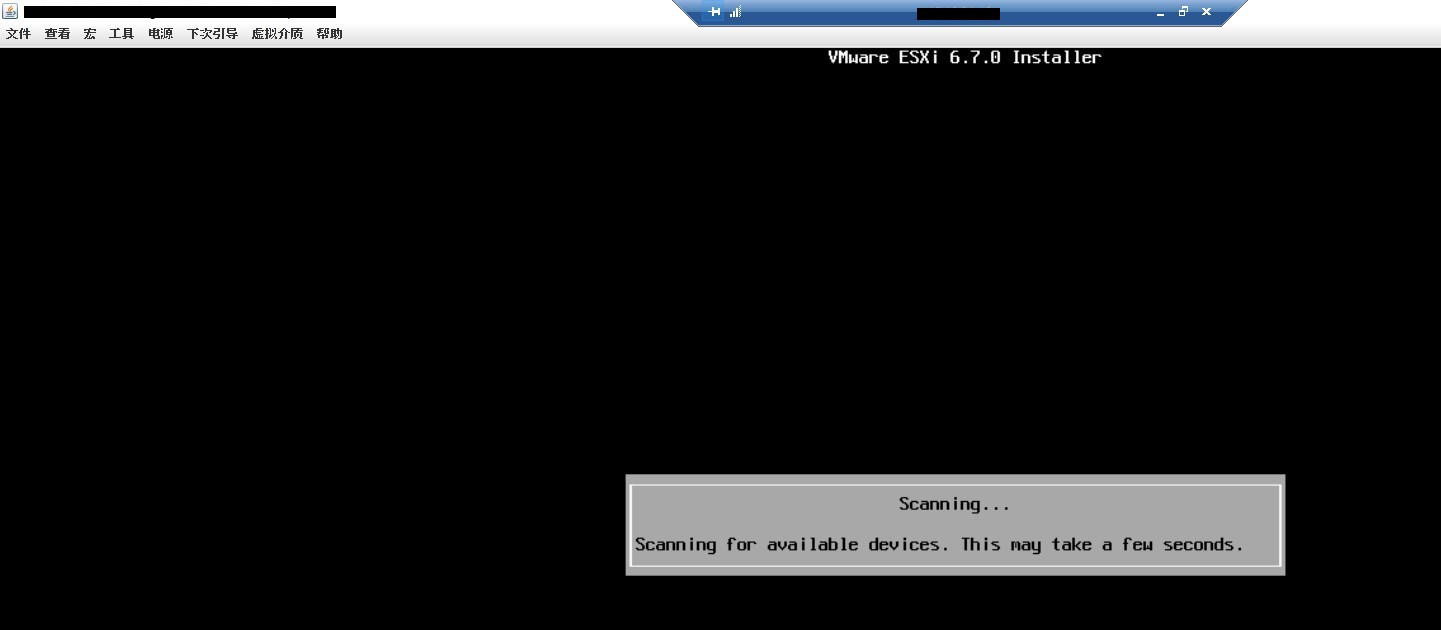 文件 查看 宏 工具 电源 下次引导 虚拟介质 帮助
VMware ESXi 6.7.0 Installer
Scanning...
Scanning for available devices. This may take a few seconds.